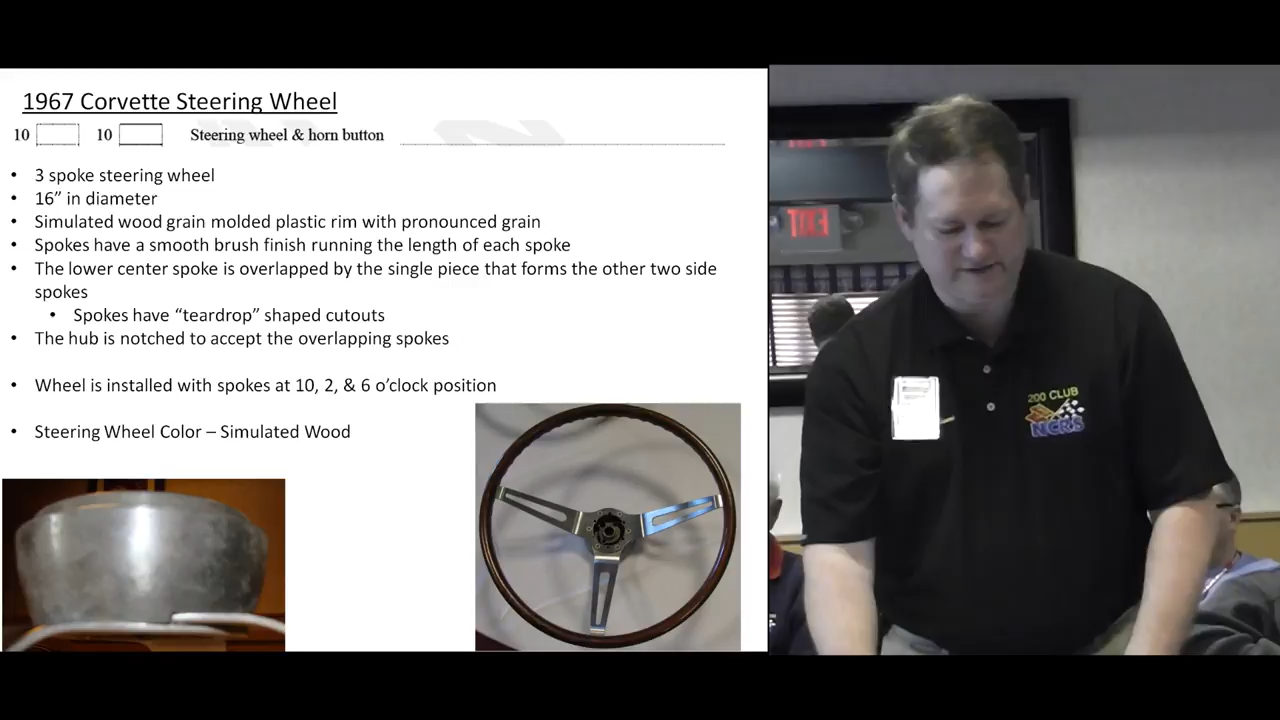 1967 Corvette Steering Wheel
10 10 Steering wheel & horn button
• 3 spoke steering wheel
• 16” in diameter
• Simulated wood grain molded plastic rim with pronounced grain
• Spokes have a smooth brush finish running the length of each spoke
• The lower center spoke is overlapped by the single piece that forms the other two side
spokes
• Spokes have “teardrop” shaped cutouts
• The hub is notched to accept the overlapping spokes
• Wheel is installed with spokes at 10, 2, & 6 o’clock position
• Steering Wheel Color – Simulated Wood
200 CLUB
NCRS